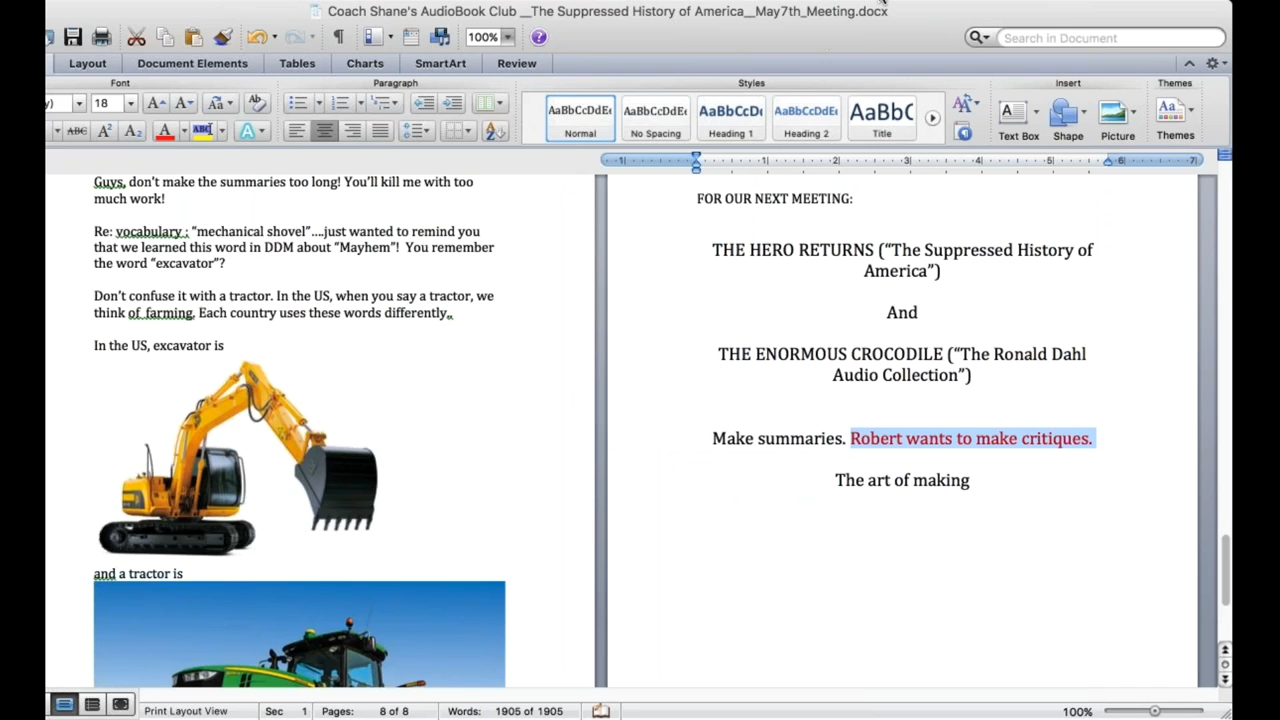 Coach Shane's AudioBook Club __The Suppressed History of America__May7th_Meeting.docx
100%
Search in Document
Layout
Document Elements
Tables
Charts
SmartArt
Review
Font
Paragraph
Styles
Insert
Themes
18
AaBbCcDdEe
AaBbCcDdEe
AaBbCcDc
AaBbCcDdEe
AaBbC
Normal
No Spacing
Heading 1
Heading 2
Title
Text Box
Shape
Picture
Themes
Guys, don't make the summaries too long! You'll kill me with too
much work!
Re: vocabulary : “mechanical shovel”….just wanted to remind you
that we learned this word in DDM about “Mayhem”! You remember
the word “excavator”?
Don't confuse it with a tractor. In the US, when you say a tractor, we
think of farming. Each country uses these words differently..
In the US, excavator is
and a tractor is
FOR OUR NEXT MEETING:
THE HERO RETURNS (“The Suppressed History of
America”)
And
THE ENORMOUS CROCODILE (“The Ronald Dahl
Audio Collection”)
Make summaries. Robert wants to make critiques.
The art of making
Print Layout View
Sec 1
Pages: 8 of 8
Words: 1905 of 1905
100%